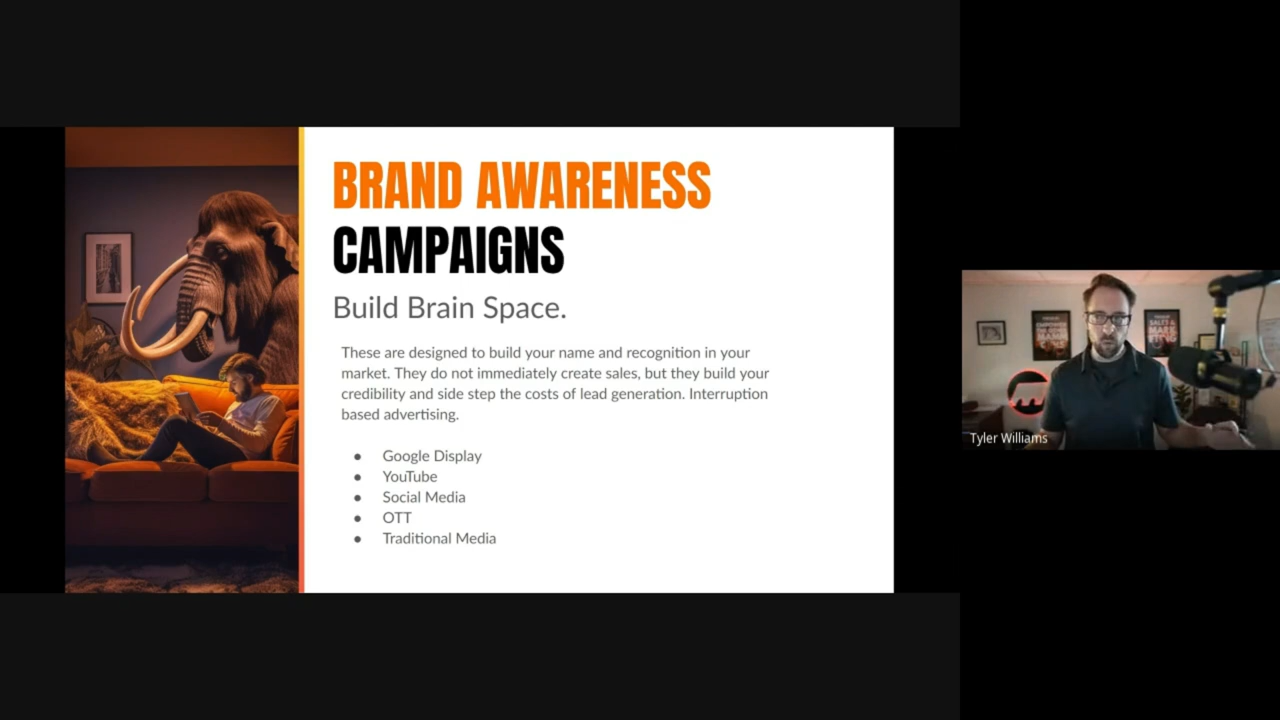 BRAND AWARENESS
CAMPAIGNS
Build Brain Space.
These are designed to build your name and recognition in your
market. They do not immediately create sales, but they build your
credibility and side step the costs of lead generation. Interruption
based advertising.
● Google Display
● YouTube
● Social Media
● OTT
● Traditional Media
Tyler Williams